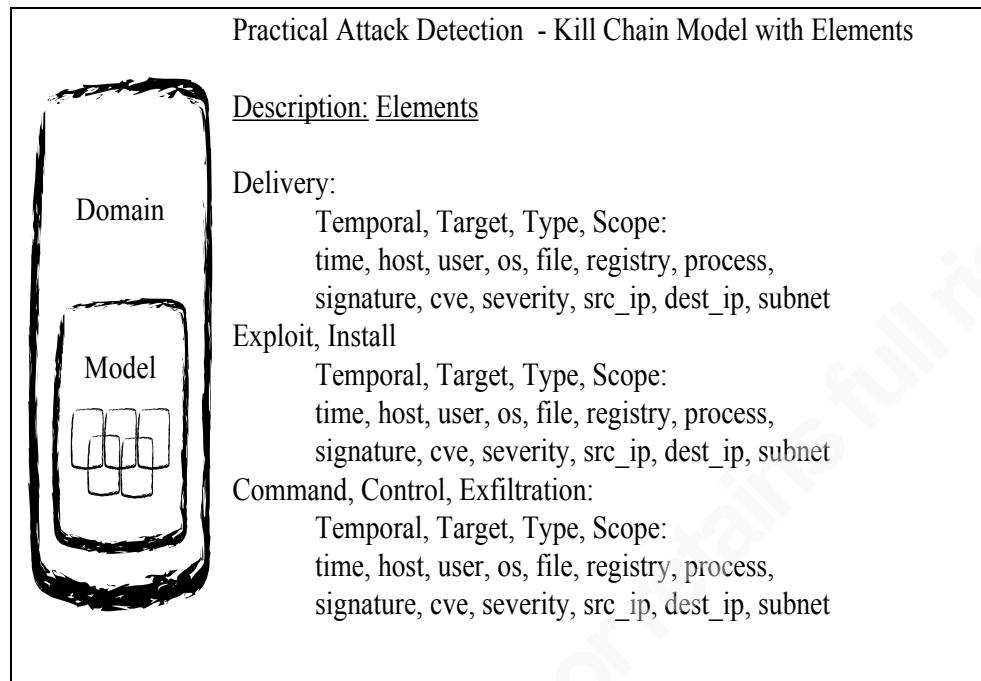 Practical Attack Detection - Kill Chain Model with Elements
Description: Elements
Domain
Model
Delivery:
Temporal, Target, Type, Scope:
time, host, user, os, file, registry, process,
signature, cve, severity, src_ip, dest_ip, subnet
Exploit, Install
Temporal, Target, Type, Scope:
time, host, user, os, file, registry, process,
signature, cve, severity, src_ip, dest_ip, subnet
Command, Control, Exfiltration:
Temporal, Target, Type, Scope:
time, host, user, os, file, registry, process,
signature, cve, severity, src_ip, dest_ip, subnet
or retains full